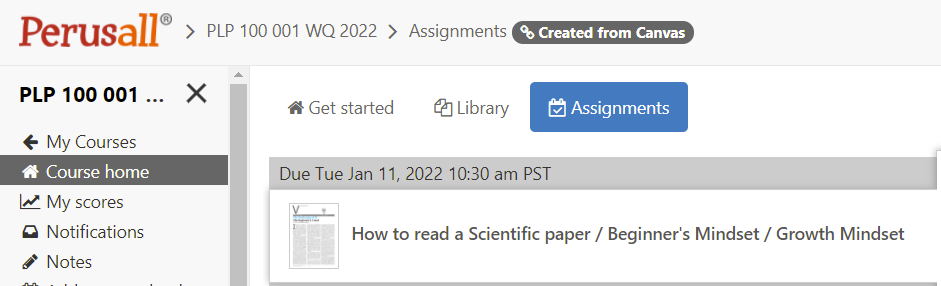 Perusall® > PLP 100 001 WQ 2022 > Assignments Created from Canvas
PLP 100 001 ...
My Courses
Course home
My scores
Notifications
Notes
Get started Library Assignments
Due Tue Jan 11, 2022 10:30 am PST
How to read a Scientific paper / Beginner's Mindset / Growth Mindset